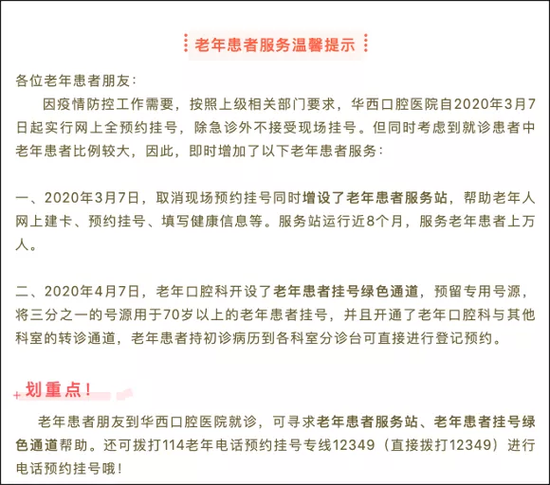 老年患者服务温馨提示
各位老年患者朋友：
因疫情防控工作需要，按照上级相关部门要求，华西口腔医院自2020年3月7
日起实行网上全预约挂号，除急诊外不接受现场挂号。但同时考虑到就诊患者中
老年患者比例较大，因此，即时增加了以下老年患者服务：
一、2020年3月7日，取消现场预约挂号同时增设了老年患者服务站，帮助老年人
网上建卡、预约挂号、填写健康信息等。服务站运行近8个月，服务老年患者上万
人。
二、2020年4月7日，老年口腔科开设了老年患者挂号绿色通道，预留专用号源，
将三分之一的号源用于70岁以上的老年患者挂号，并且开通了老年口腔科与其他
科室的转诊通道，老年患者持初诊病历到各科室分诊台可直接进行登记预约。
划重点！
老年患者朋友到华西口腔医院就诊，可寻求老年患者服务站、老年患者挂号绿
色通道帮助。还可拨打114老年电话预约挂号专线12349（直接拨打12349）进行
电话预约挂号哦！